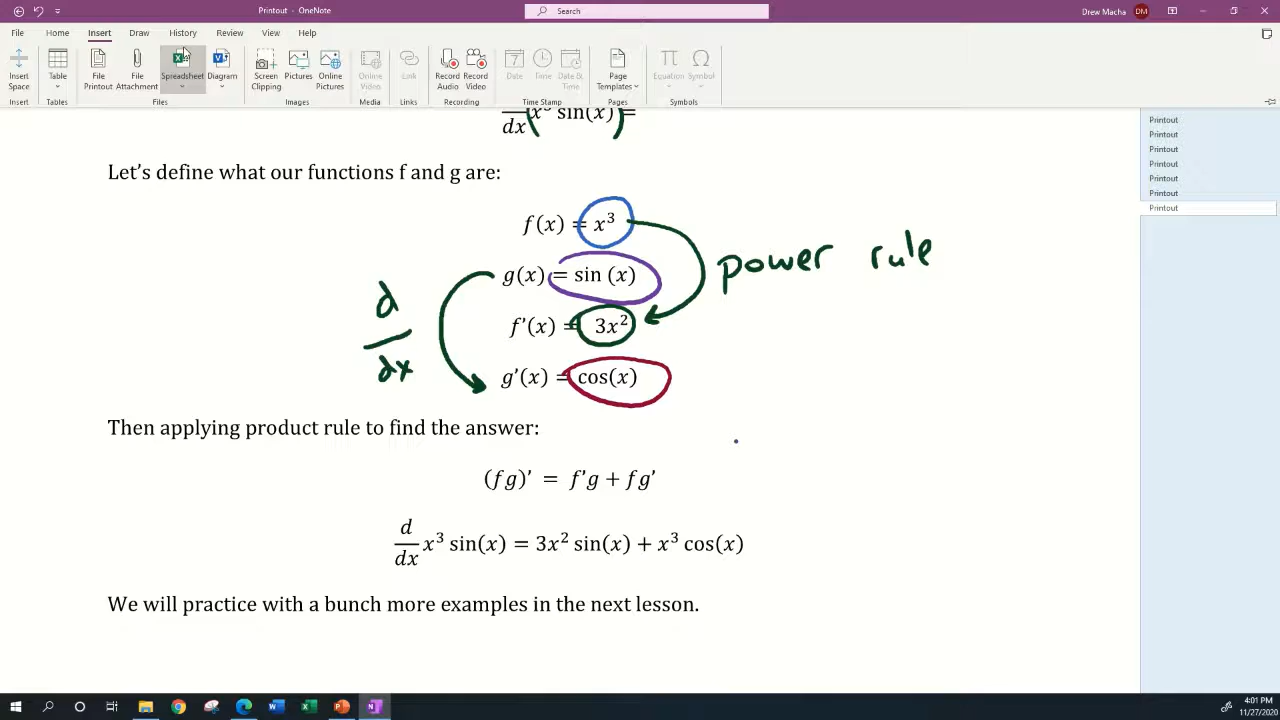 Printout - OneNote
Search
Drew Macha DM
File Home Insert Draw History Review View Help
Insert Space Table File Printout File Attachment Spreadsheet Diagram Screen Clipping Pictures Online Pictures Online Video Link Record Audio Record Video Date Time Date & Time Page Templates Equation Symbol
Insert Tables Files Images Media Links Recording Time Stamp Pages Symbols
d/dx (x³ sin(x)) =
Let's define what our functions f and g are:
f(x) = x³
g(x) = sin (x)
f'(x) = 3x²
g'(x) = cos(x)
power rule
d/dx
Then applying product rule to find the answer:
(fg)' = f'g + fg'
d/dx x³ sin(x) = 3x² sin(x) + x³ cos(x)
We will practice with a bunch more examples in the next lesson.
Printout
Printout
Printout
Printout
Printout
Printout
Printout
4:01 PM
11/27/2020